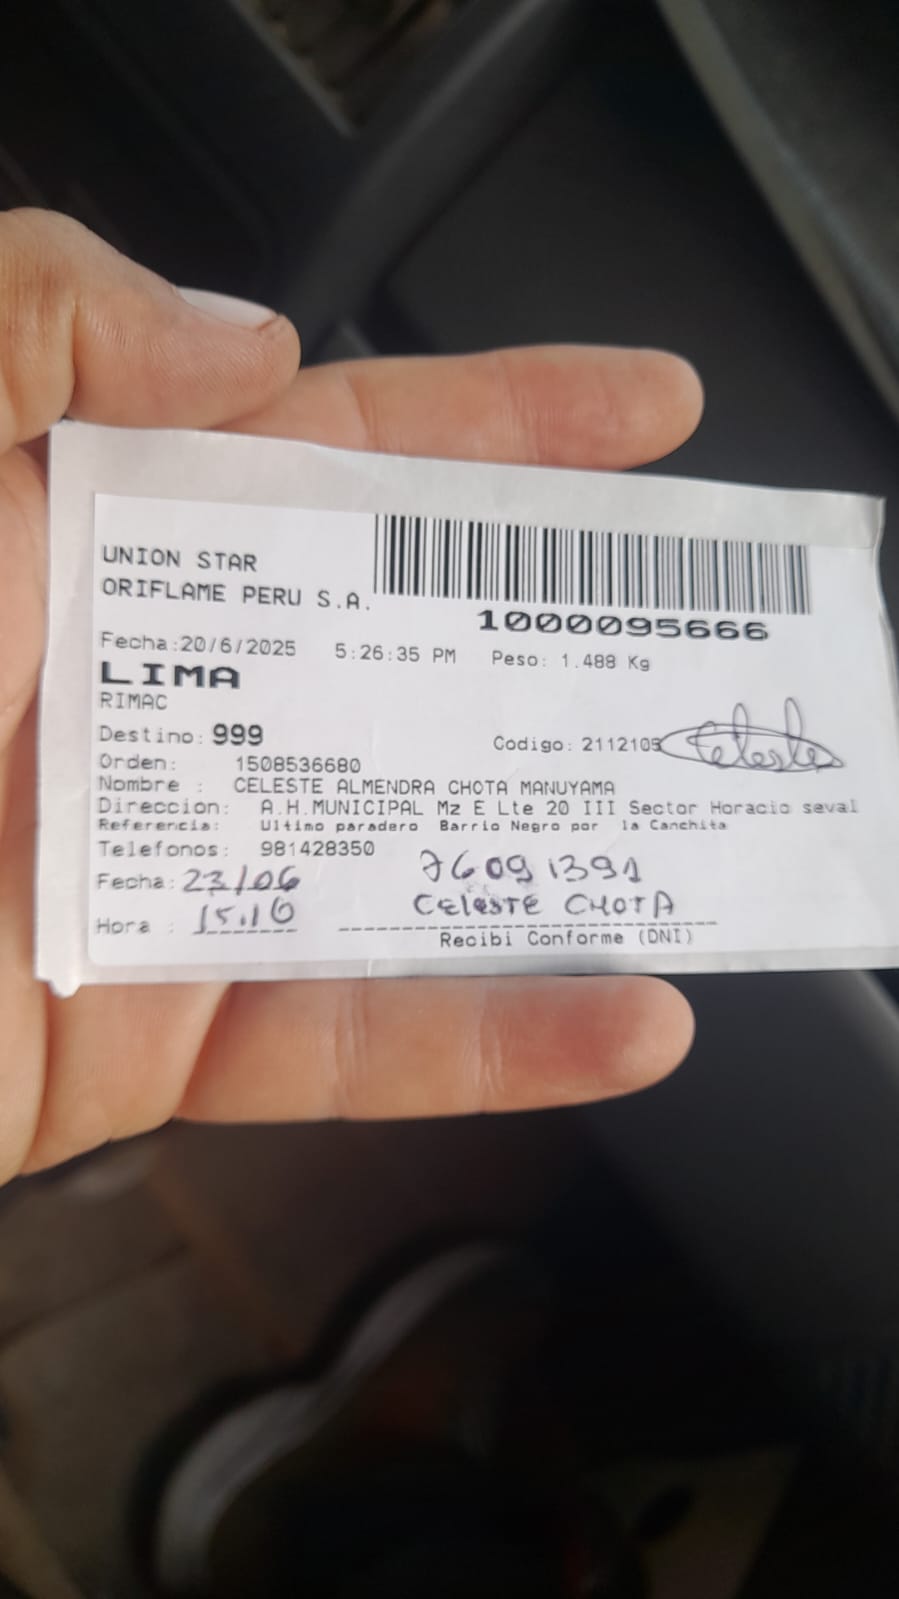 UNION STAR
ORIFLAME PERU S.A.
1000095666
Fecha:20/6/2025 5:26:35 PM Peso: 1.488 Kg
LIMA
RIMAC
Destino: 999 Codigo: 2112105
Celeste
Orden: 1508536680
Nombre : CELESTE ALMENDRA CHOTA MANUYAMA
Direccion: A.H.MUNICIPAL Mz E Lte 20 III Sector Horacio seval
Referencia: Ultimo paradero Barrio Negro por la Canchita
Telefonos: 981428350
Fecha: 23/06 76091391
Hora : 15.10 CELESTE CHOTA
Recibi Conforme (DNI)